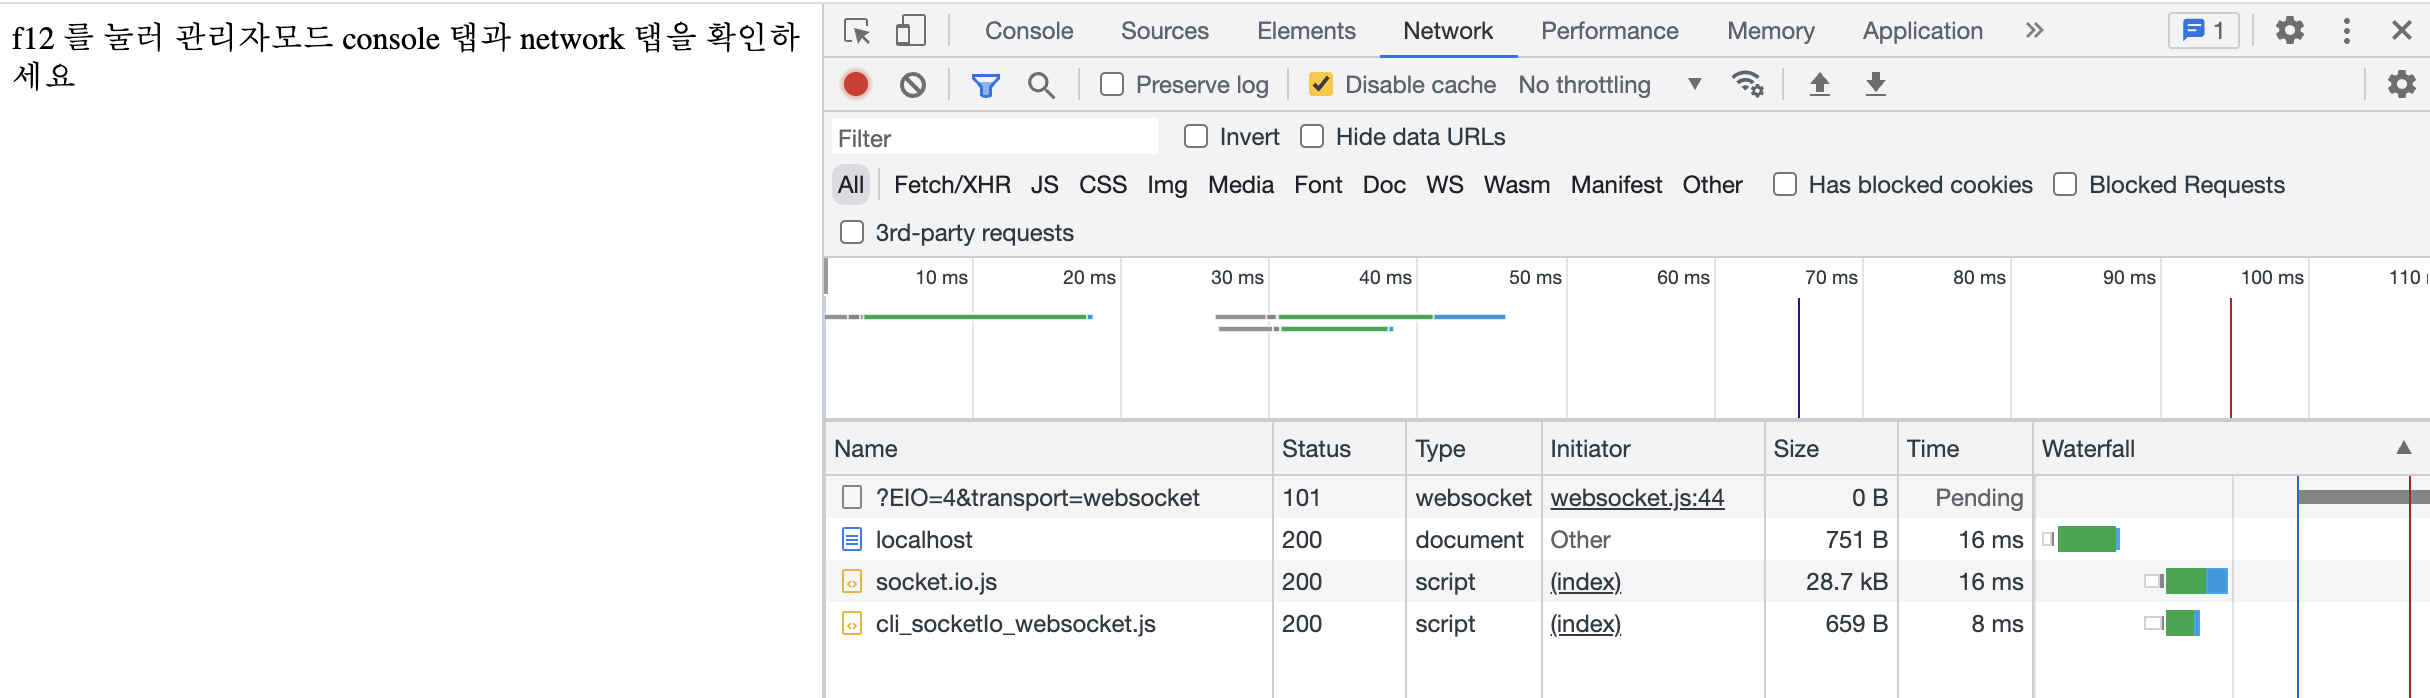 f12 를 눌러 관리자모드 console 탭과 network 탭을 확인하
세요
Console Sources Elements Network Performance Memory Application 1
Preserve log Disable cache No throttling
Filter Invert Hide data URLs
All Fetch/XHR JS CSS Img Media Font Doc WS Wasm Manifest Other Has blocked cookies Blocked Requests
3rd-party requests
10 ms 20 ms 30 ms 40 ms 50 ms 60 ms 70 ms 80 ms 90 ms 100 ms 110
Name Status Type Initiator Size Time Waterfall
?EIO=4&transport=websocket 101 websocket websocket.js:44 0 B Pending
localhost 200 document Other 751 B 16 ms
socket.io.js 200 script (index) 28.7 kB 16 ms
cli_socketIo_websocket.js 200 script (index) 659 B 8 ms